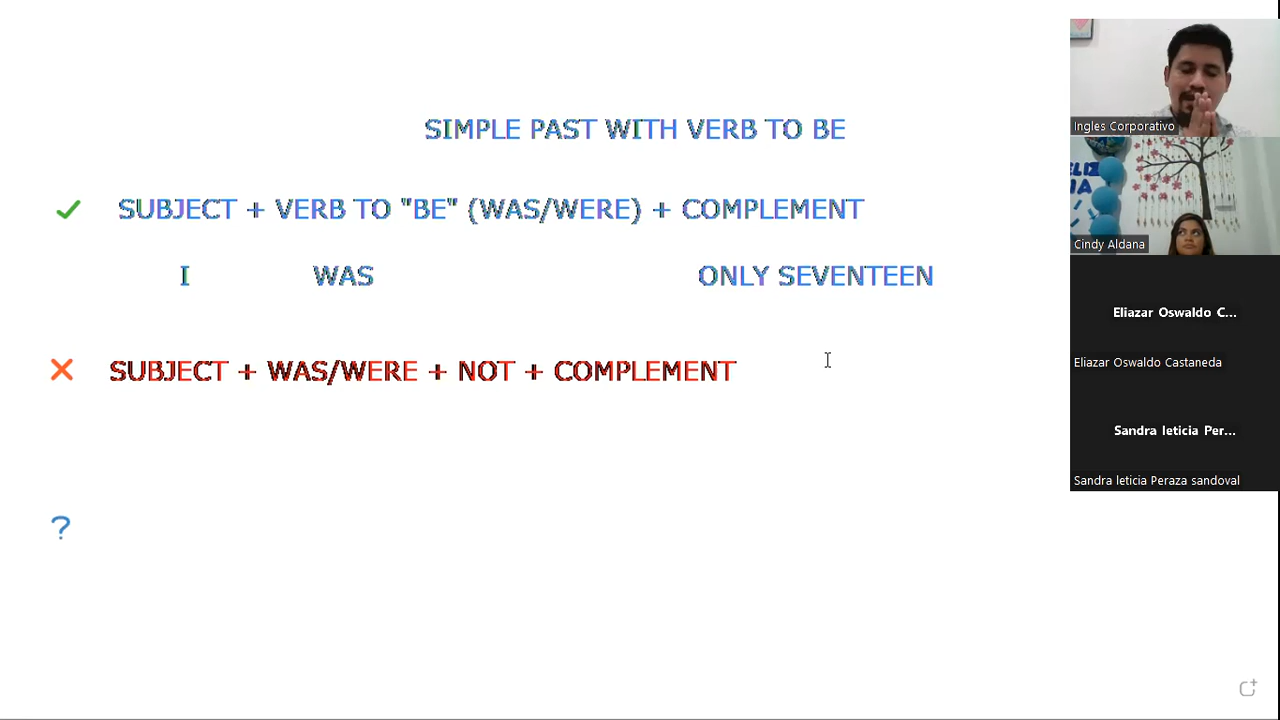 SIMPLE PAST WITH VERB TO BE
SUBJECT + VERB TO "BE" (WAS/WERE) + COMPLEMENT
I WAS ONLY SEVENTEEN
SUBJECT + WAS/WERE + NOT + COMPLEMENT
?
Ingles Corporativo
Cindy Aldana
Eliazar Oswaldo C...
Eliazar Oswaldo Castaneda
Sandra leticia Per...
Sandra leticia Peraza sandoval